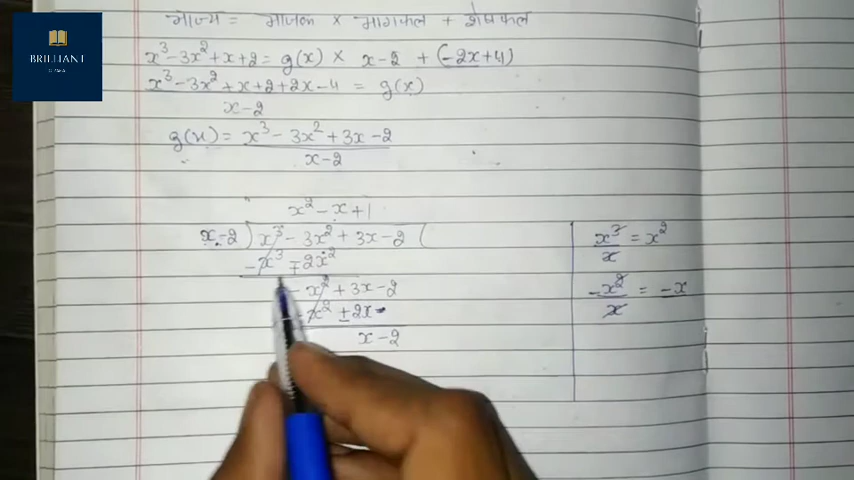 BRILLIANT
भाज्य = भाजक × भागफल + शेषफल
x³-3x²+x+2 = g(x) × x-2 + (-2x+4)
x³-3x²+x+2+2x-4 = g(x)
x-2
g(x) = x³-3x²+3x-2
x-2
x²-x+1
x-2 ) x³-3x²+3x-2 (
-x³∓2x²
-x²+3x-2
-x²±2x
x-2
x³/x = x²
-x²/x = -x